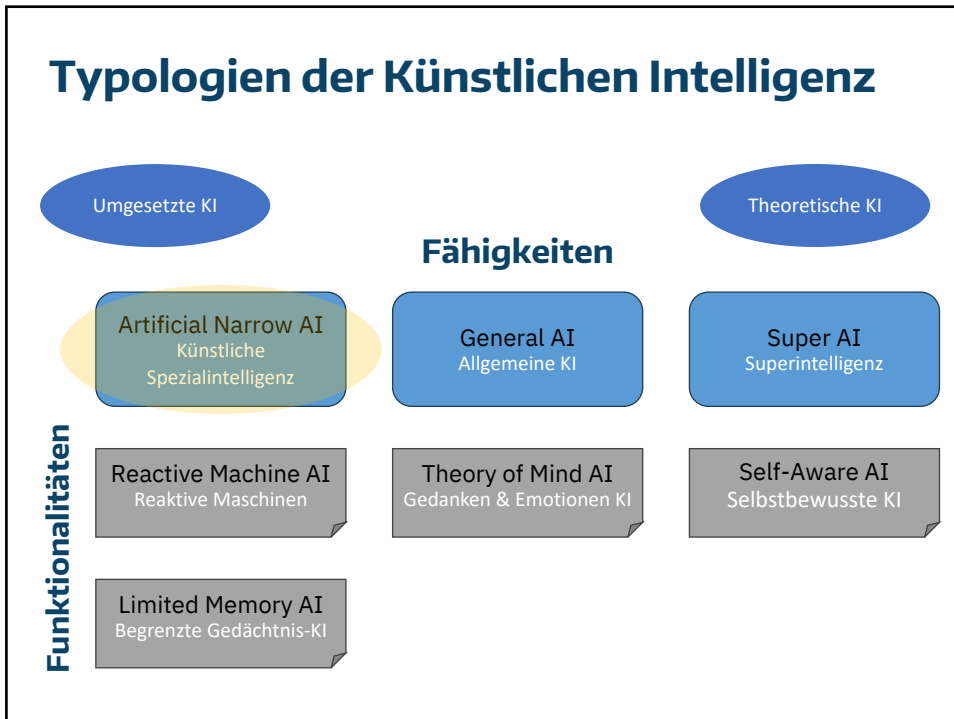 Typologien der Künstlichen Intelligenz
Umgesetzte KI
Theoretische KI
Fähigkeiten
Artificial Narrow AI
Künstliche
Spezialintelligenz
General AI
Allgemeine KI
Super AI
Superintelligenz
Funktionalitäten
Reactive Machine AI
Reaktive Maschinen
Theory of Mind AI
Gedanken & Emotionen KI
Self-Aware AI
Selbstbewusste KI
Limited Memory AI
Begrenzte Gedächtnis-KI